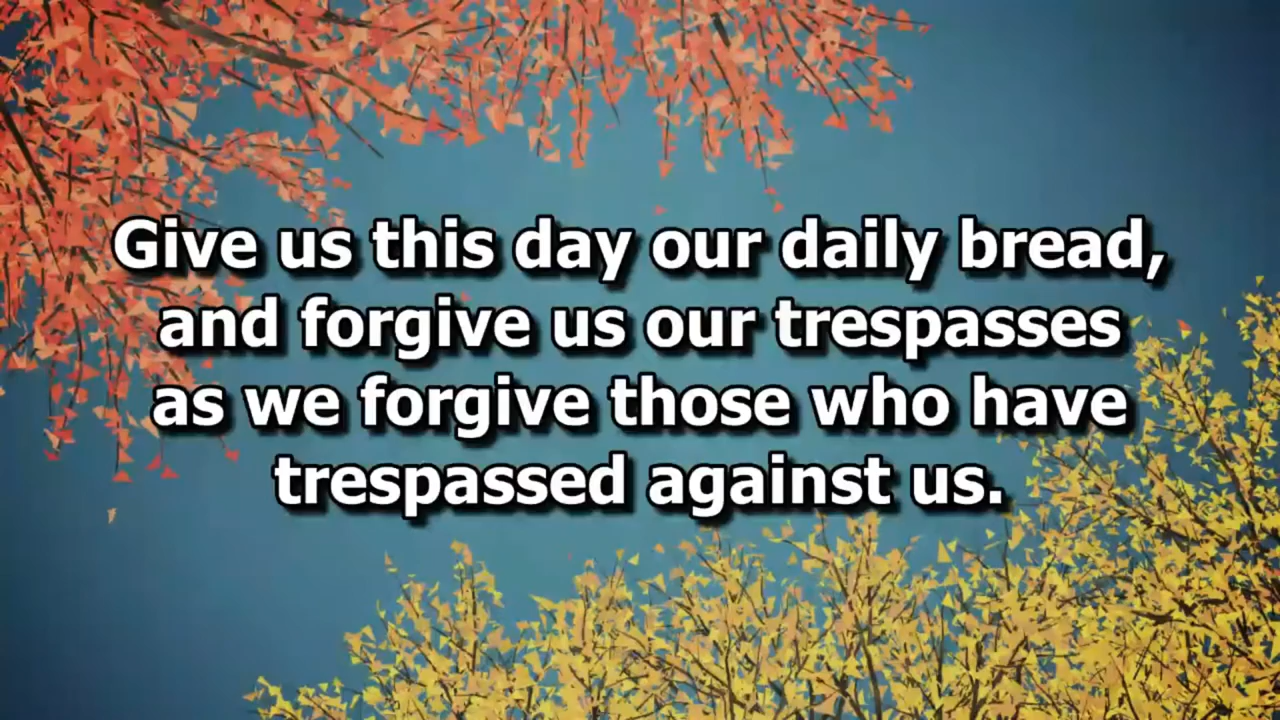 Give us this day our daily bread,
and forgive us our trespasses
as we forgive those who have
trespassed against us.